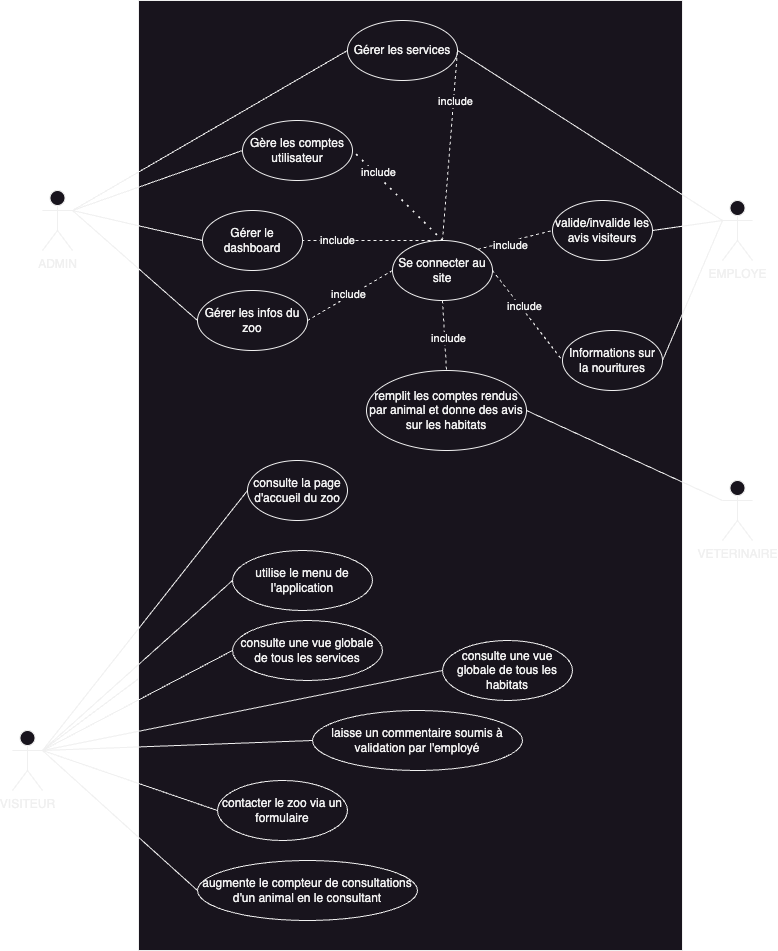 Gérer les services
include
Gère les comptes
utilisateur
include
ADMIN
Gérer le
dashboard
include
valide/invalide les
avis visiteurs
include
EMPLOYE
Se connecter au
site
Gérer les infos du
zoo
include
include
include
Informations sur
la nouritures
remplit les comptes rendus
par animal et donne des avis
sur les habitats
consulte la page
d'accueil du zoo
VETERINAIRE
utilise le menu de
l'application
consulte une vue globale
de tous les services
consulte une vue
globale de tous les
habitats
laisse un commentaire soumis à
validation par l'employé
VISITEUR
contacter le zoo via un
formulaire
augmente le compteur de consultations
d'un animal en le consultant